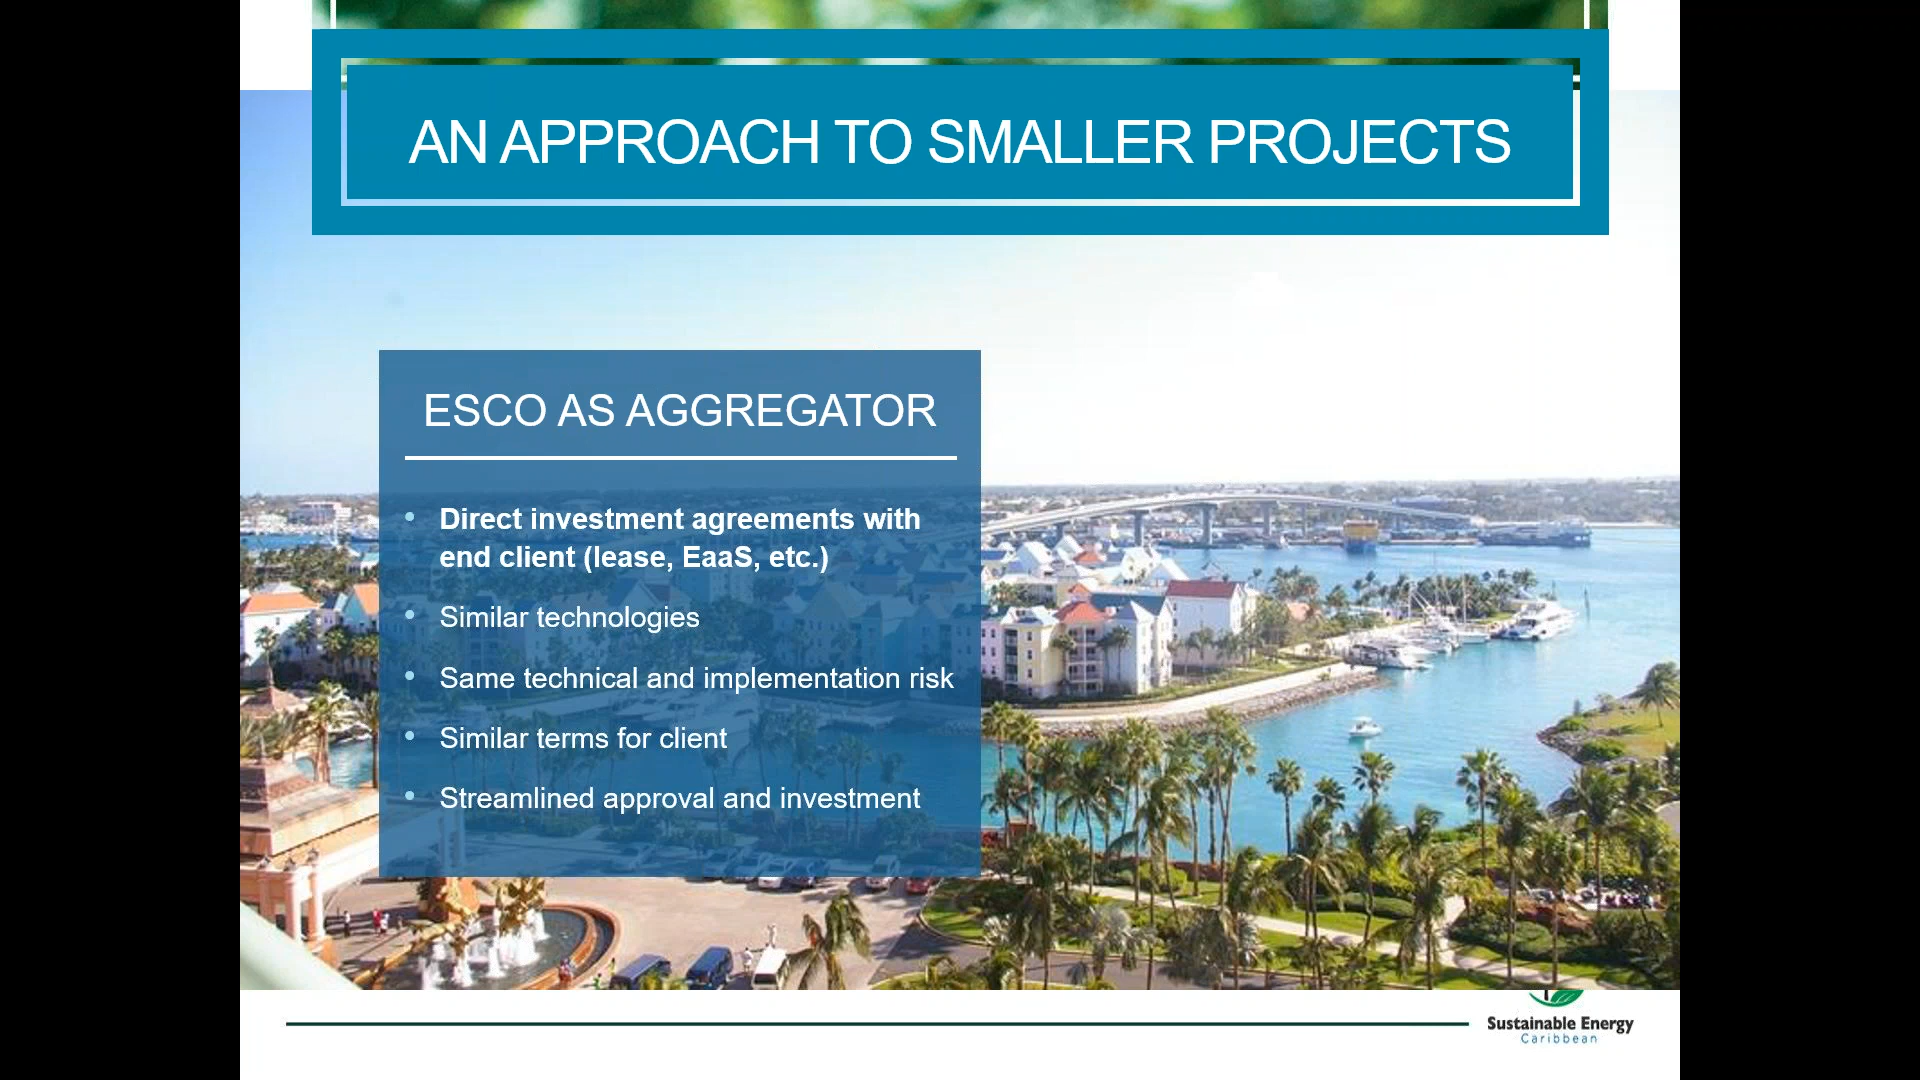 AN APPROACH TO SMALLER PROJECTS
ESCO AS AGGREGATOR
• Direct investment agreements with
end client (lease, EaaS, etc.)
• Similar technologies
• Same technical and implementation risk
• Similar terms for client
• Streamlined approval and investment
Sustainable Energy
Caribbean